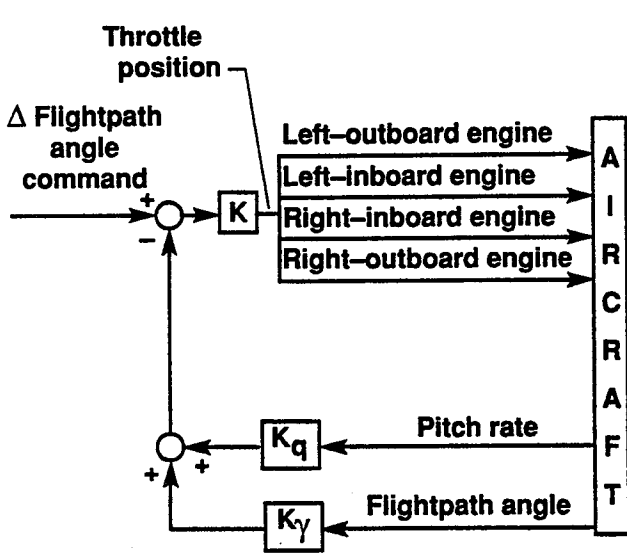 Throttle
position
Δ Flightpath
angle
command
+
−
K
Left–outboard engine
Left–inboard engine
Right–inboard engine
Right–outboard engine
A
I
R
C
R
A
F
T
Kq
Pitch rate
+
+
Kγ
Flightpath angle